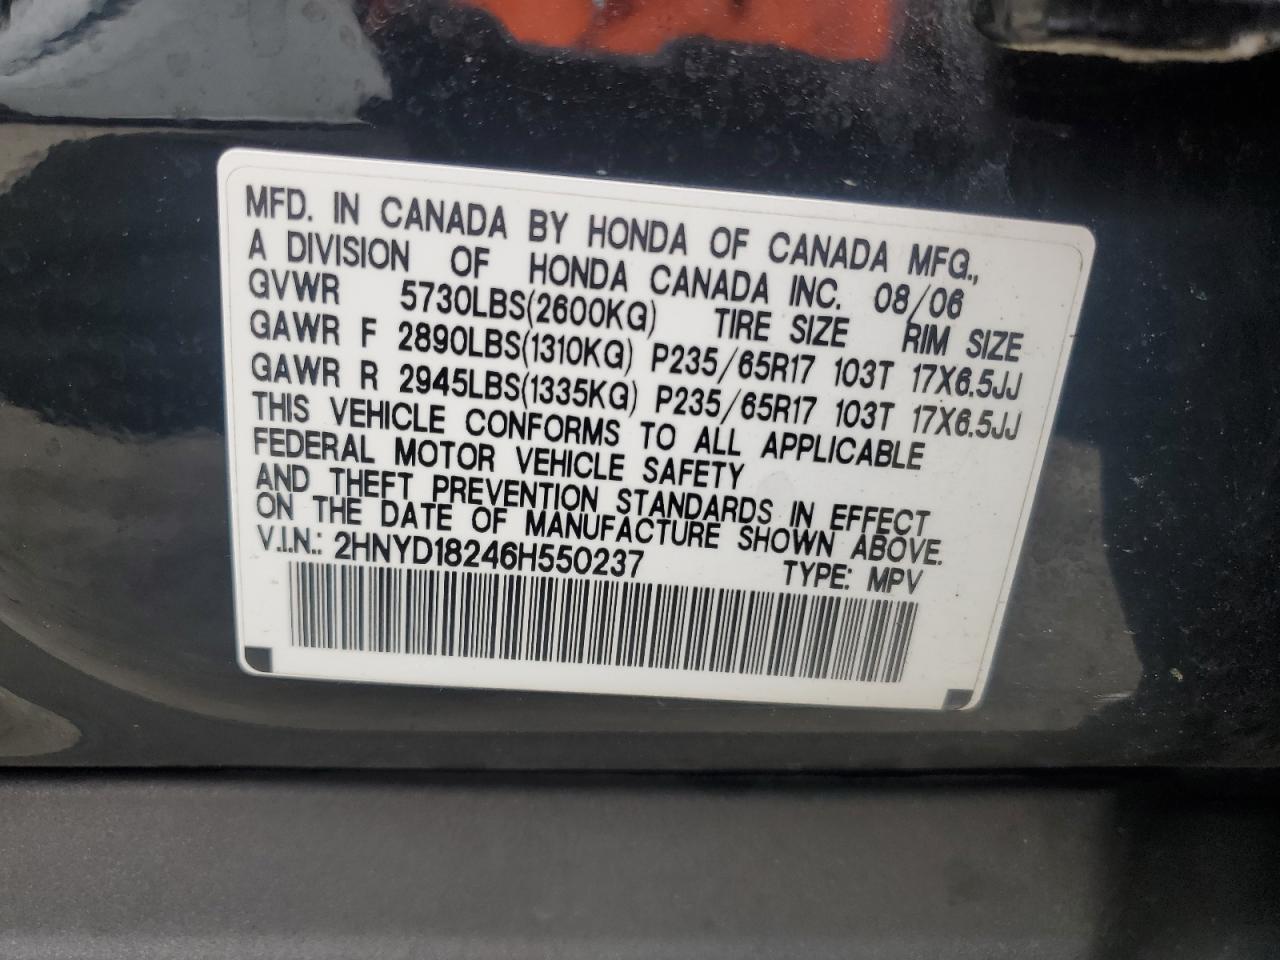 MFD. IN CANADA BY HONDA OF CANADA MFG.,
A DIVISION OF HONDA CANADA INC. 08/06
GVWR 5730LBS(2600KG) TIRE SIZE RIM SIZE
GAWR F 2890LBS(1310KG) P235/65R17 103T 17X6.5JJ
GAWR R 2945LBS(1335KG) P235/65R17 103T 17X6.5JJ
THIS VEHICLE CONFORMS TO ALL APPLICABLE
FEDERAL MOTOR VEHICLE SAFETY
AND THEFT PREVENTION STANDARDS IN EFFECT
ON THE DATE OF MANUFACTURE SHOWN ABOVE.
V.I.N.: 2HNYD18246H550237 TYPE: MPV